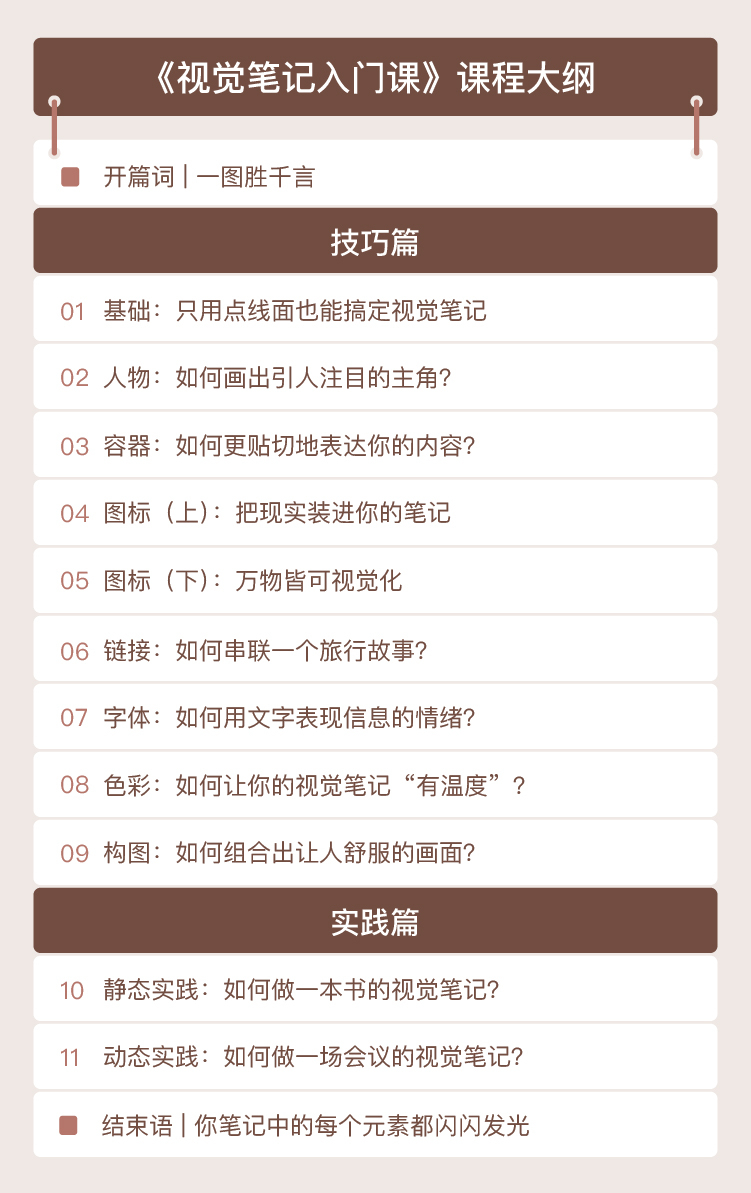 《视觉笔记入门课》课程大纲
开篇词 | 一图胜千言
技巧篇
01 基础：只用点线面也能搞定视觉笔记
02 人物：如何画出引人注目的主角？
03 容器：如何更贴切地表达你的内容？
04 图标（上）：把现实装进你的笔记
05 图标（下）：万物皆可视觉化
06 链接：如何串联一个旅行故事？
07 字体：如何用文字表现信息的情绪？
08 色彩：如何让你的视觉笔记“有温度”？
09 构图：如何组合出让人舒服的画面？
实践篇
10 静态实践：如何做一本书的视觉笔记？
11 动态实践：如何做一场会议的视觉笔记？
结束语 | 你笔记中的每个元素都闪闪发光